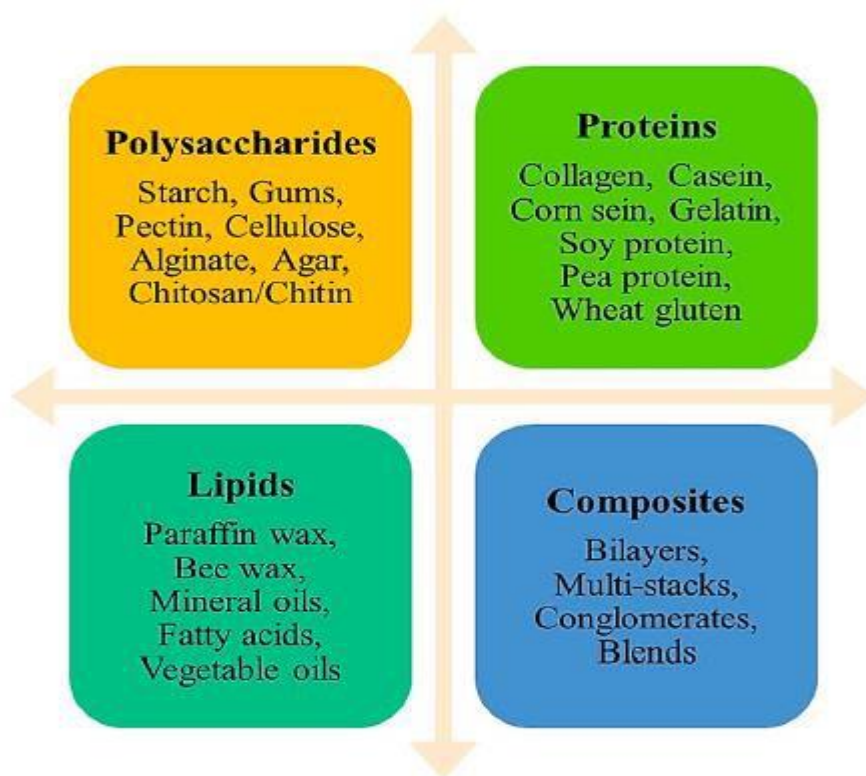 Polysaccharides
Starch, Gums,
Pectin, Cellulose,
Alginate, Agar,
Chitosan/Chitin
Proteins
Collagen, Casein,
Corn sein, Gelatin,
Soy protein,
Pea protein,
Wheat gluten
Lipids
Paraffin wax,
Bee wax,
Mineral oils,
Fatty acids,
Vegetable oils
Composites
Bilayers,
Multi-stacks,
Conglomerates,
Blends